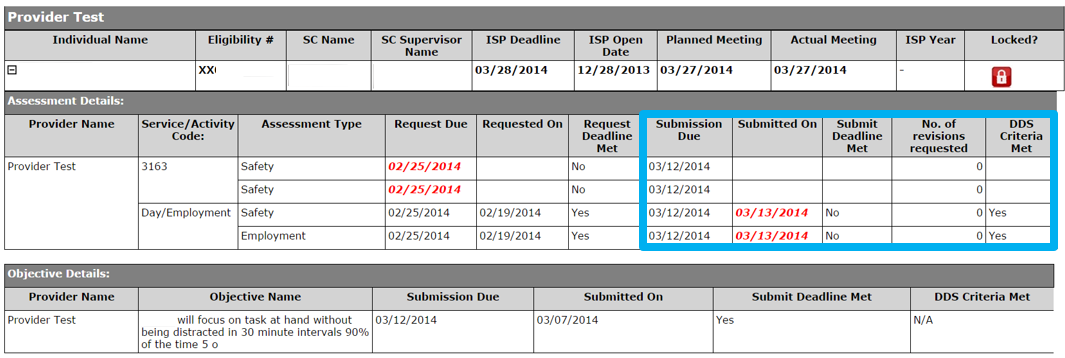 Provider Test
Individual Name Eligibility # SC Name SC Supervisor Name ISP Deadline ISP Open Date Planned Meeting Actual Meeting ISP Year Locked?
03/28/2014 12/28/2013 03/27/2014 03/27/2014 -
Assessment Details:
Provider Name Service/Activity Code: Assessment Type Request Due Requested On Request Deadline Met Submission Due Submitted On Submit Deadline Met No. of revisions requested DDS Criteria Met
Provider Test 3163 Safety 02/25/2014 No 03/12/2014 0
Safety 02/25/2014 No 03/12/2014 0
Day/Employment Safety 02/25/2014 02/19/2014 Yes 03/12/2014 03/13/2014 No 0 Yes
Employment 02/25/2014 02/19/2014 Yes 03/12/2014 03/13/2014 No 0 Yes
Objective Details:
Provider Name Objective Name Submission Due Submitted On Submit Deadline Met DDS Criteria Met
Provider Test will focus on task at hand without 03/12/2014 03/07/2014 Yes N/A
being distracted in 30 minute intervals 90%
of the time 5 o